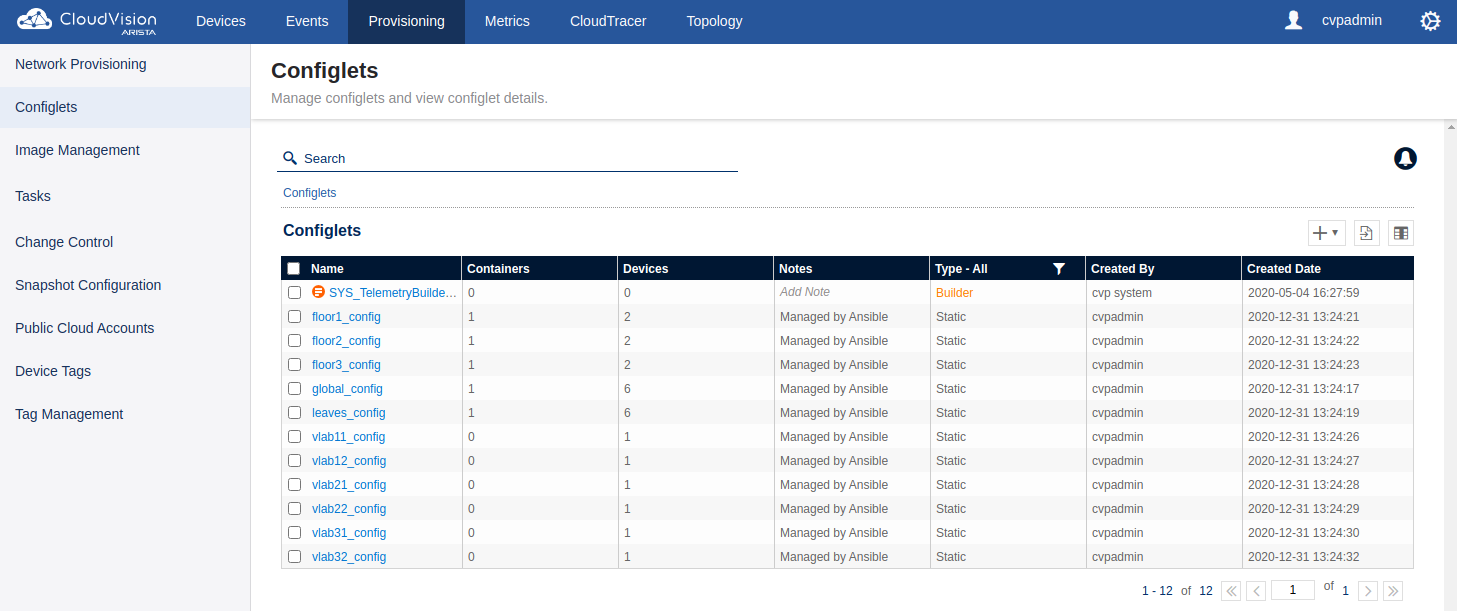 CloudVision
ARISTA
Devices Events Provisioning Metrics CloudTracer Topology cvpadmin
Network Provisioning
Configlets
Image Management
Tasks
Change Control
Snapshot Configuration
Public Cloud Accounts
Device Tags
Tag Management
Configlets
Manage configlets and view configlet details.
Search
Configlets
Configlets
Name Containers Devices Notes Type - All Created By Created Date
SYS_TelemetryBuilde... 0 0 Add Note Builder cvp system 2020-05-04 16:27:59
floor1_config 1 2 Managed by Ansible Static cvpadmin 2020-12-31 13:24:21
floor2_config 1 2 Managed by Ansible Static cvpadmin 2020-12-31 13:24:22
floor3_config 1 2 Managed by Ansible Static cvpadmin 2020-12-31 13:24:23
global_config 1 6 Managed by Ansible Static cvpadmin 2020-12-31 13:24:17
leaves_config 1 6 Managed by Ansible Static cvpadmin 2020-12-31 13:24:19
vlab11_config 0 1 Managed by Ansible Static cvpadmin 2020-12-31 13:24:26
vlab12_config 0 1 Managed by Ansible Static cvpadmin 2020-12-31 13:24:27
vlab21_config 0 1 Managed by Ansible Static cvpadmin 2020-12-31 13:24:28
vlab22_config 0 1 Managed by Ansible Static cvpadmin 2020-12-31 13:24:29
vlab31_config 0 1 Managed by Ansible Static cvpadmin 2020-12-31 13:24:30
vlab32_config 0 1 Managed by Ansible Static cvpadmin 2020-12-31 13:24:32
1 - 12 of 12 1 of 1